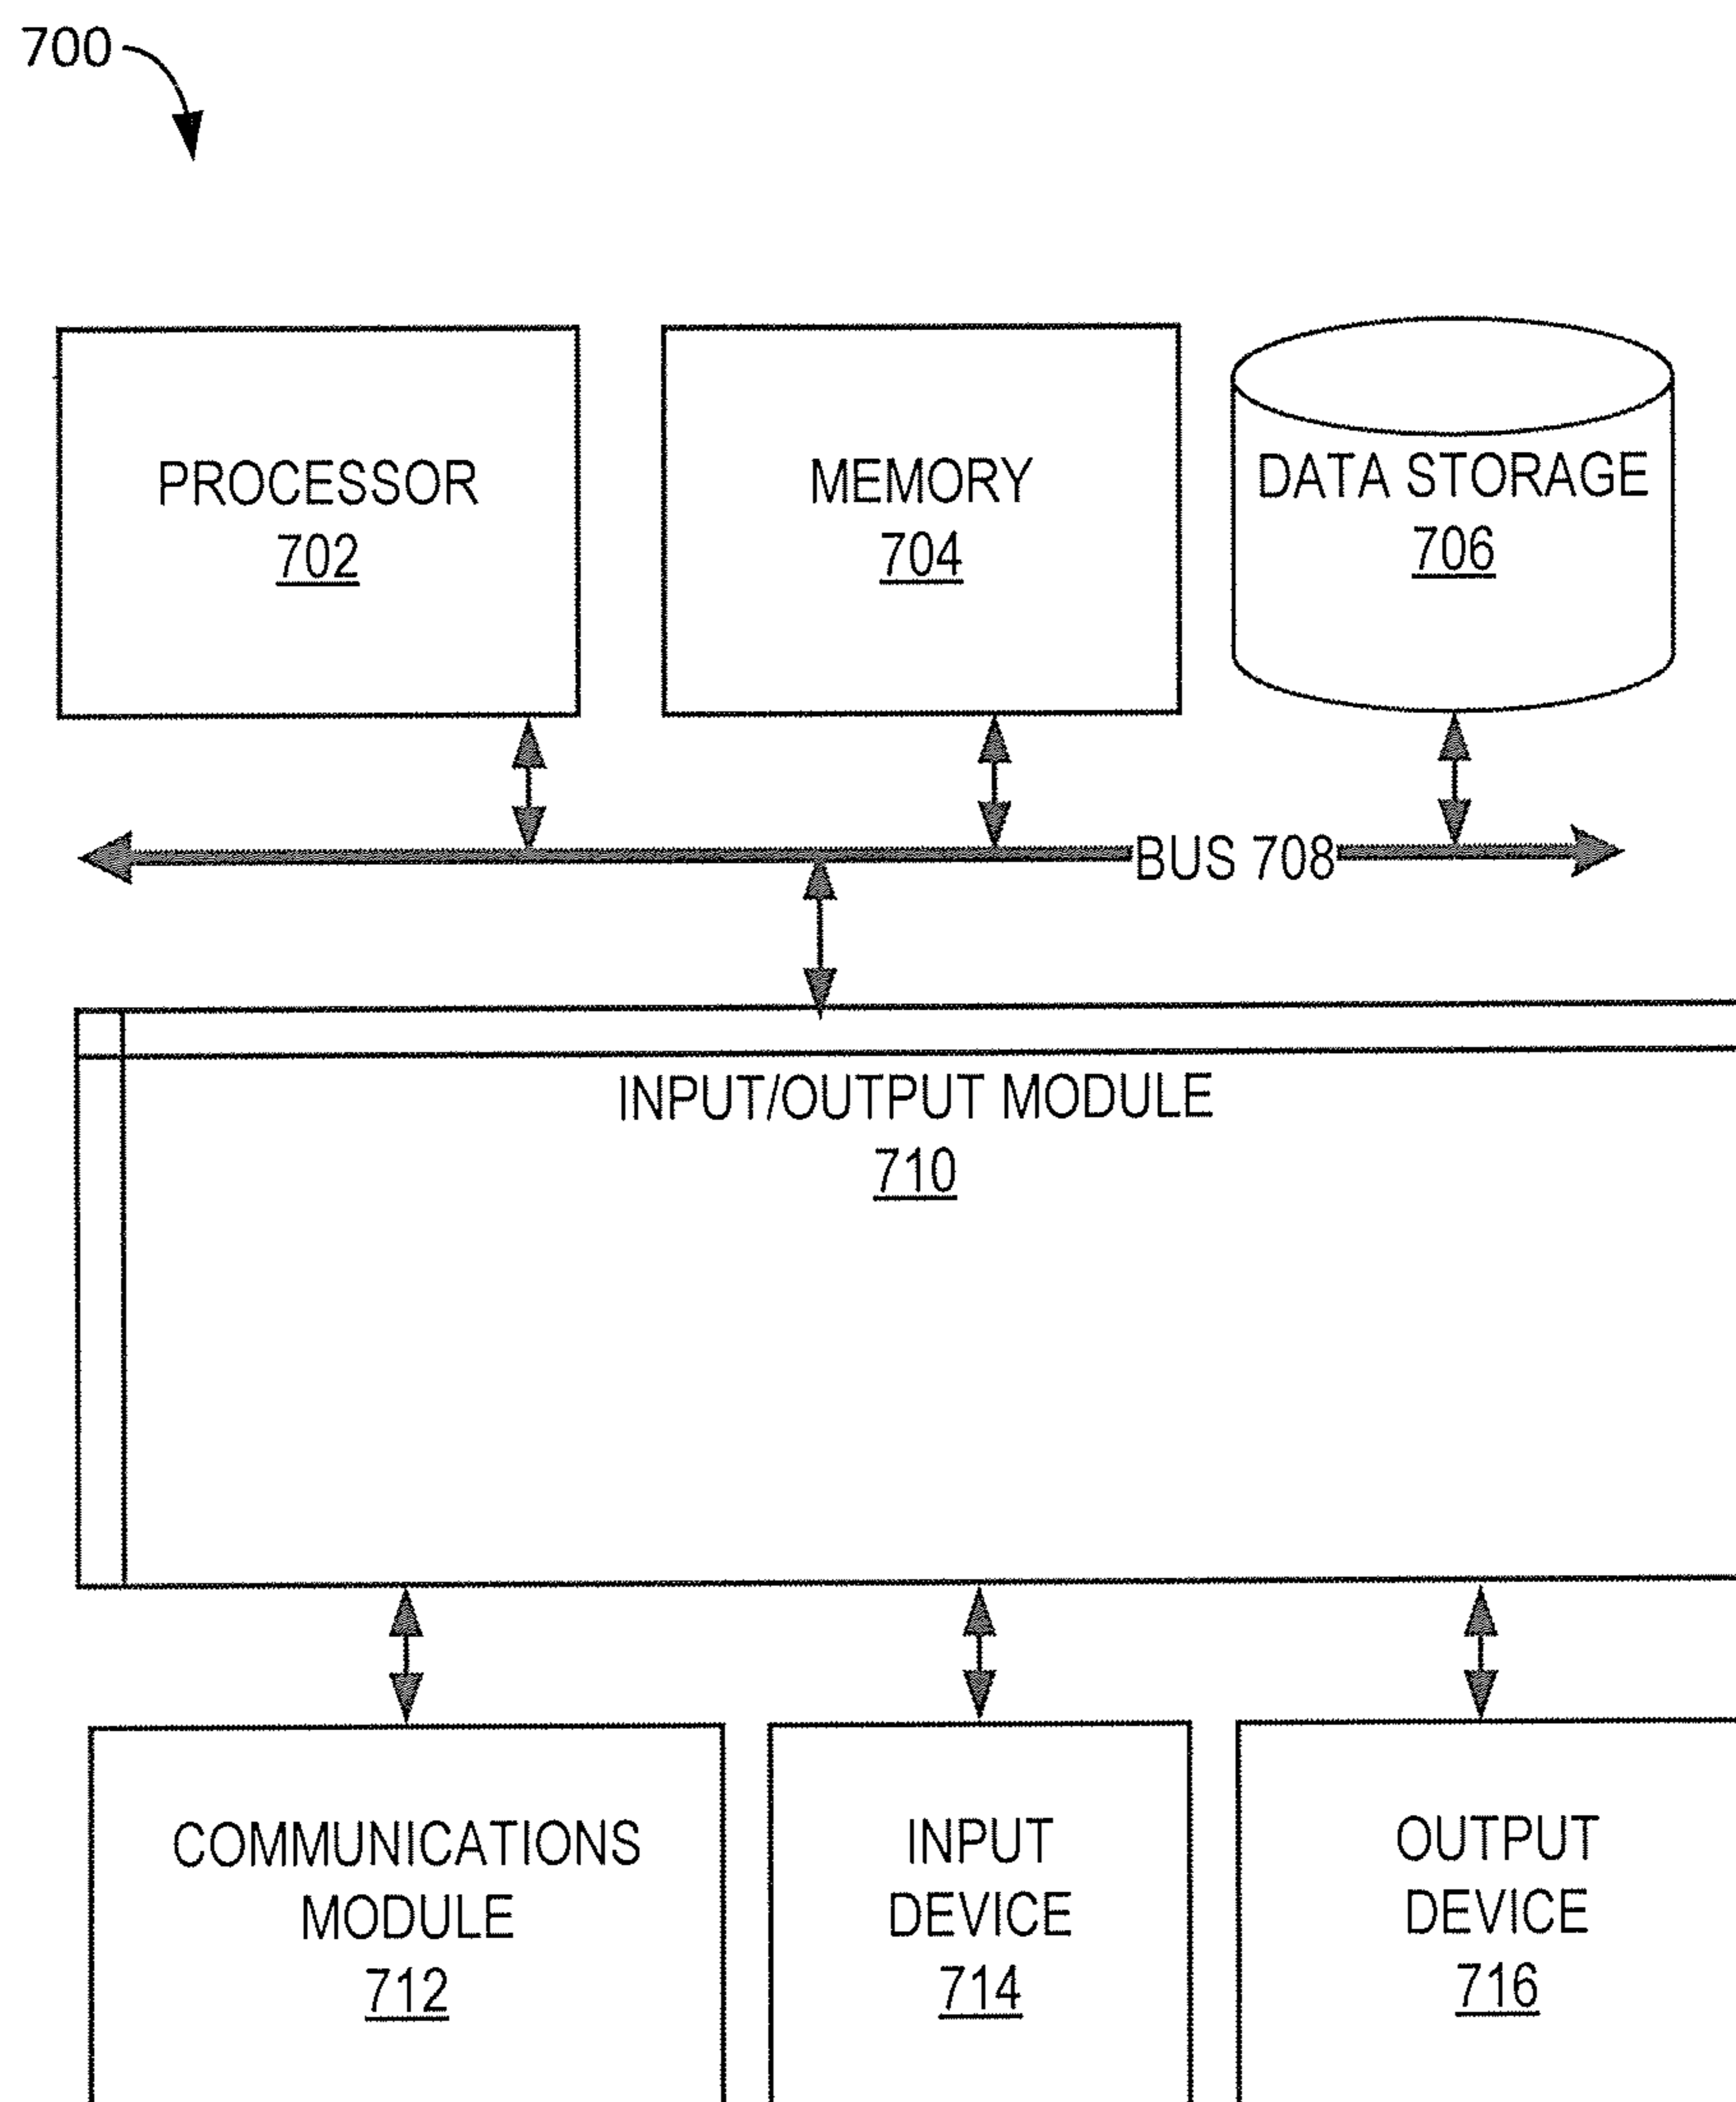 700
PROCESSOR
702
MEMORY
704
DATA STORAGE
706
BUS 708
INPUT/OUTPUT MODULE
710
COMMUNICATIONS
MODULE
712
INPUT
DEVICE
714
OUTPUT
DEVICE
716